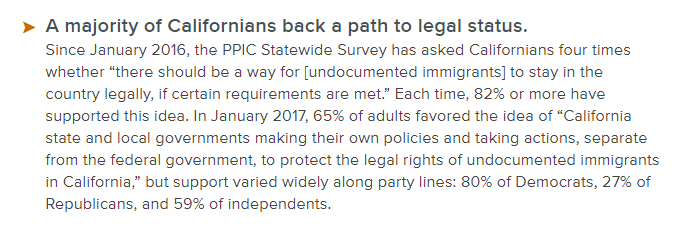 A majority of Californians back a path to legal status.
Since January 2016, the PPIC Statewide Survey has asked Californians four times
whether “there should be a way for [undocumented immigrants] to stay in the
country legally, if certain requirements are met.” Each time, 82% or more have
supported this idea. In January 2017, 65% of adults favored the idea of “California
state and local governments making their own policies and taking actions, separate
from the federal government, to protect the legal rights of undocumented immigrants
in California,” but support varied widely along party lines: 80% of Democrats, 27% of
Republicans, and 59% of independents.